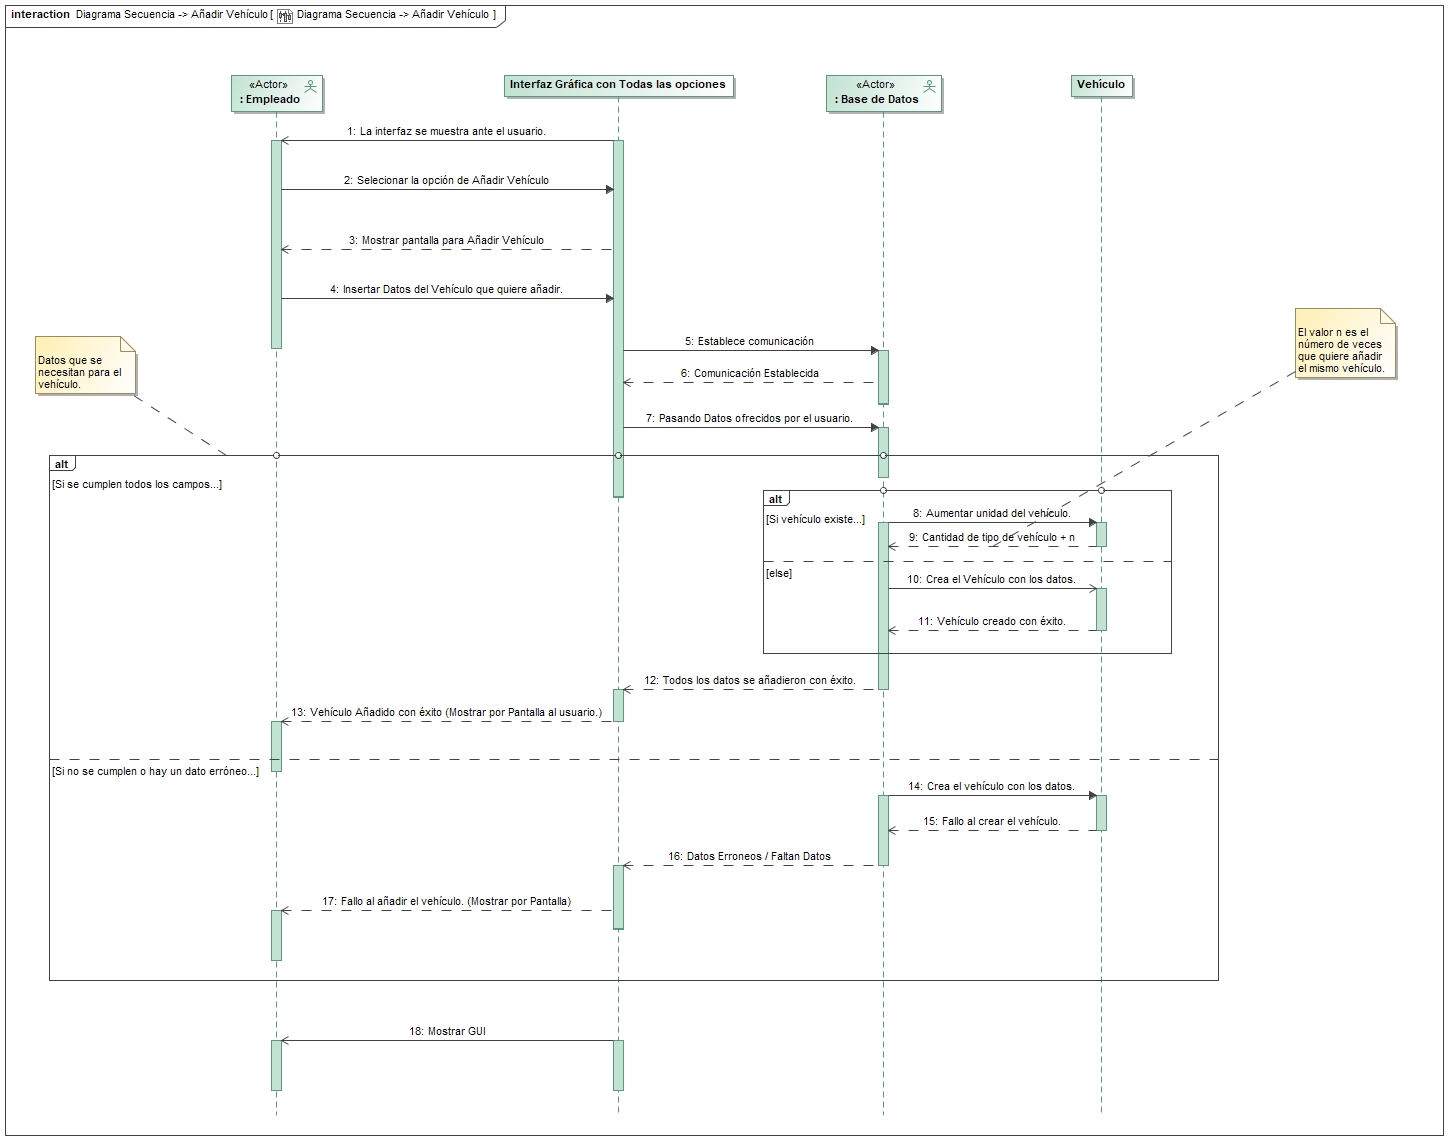 interaction Diagrama Secuencia -> Añadir Vehículo [ Diagrama Secuencia -> Añadir Vehículo ]
«Actor»
: Empleado
Interfaz Gráfica con Todas las opciones
«Actor»
: Base de Datos
Vehículo
1: La interfaz se muestra ante el usuario.
2: Selecionar la opción de Añadir Vehículo
3: Mostrar pantalla para Añadir Vehículo
4: Insertar Datos del Vehículo que quiere añadir.
El valor n es el
número de veces
que quiere añadir
el mismo vehículo.
5: Establece comunicación
Datos que se
necesitan para el
vehículo.
6: Comunicación Establecida
7: Pasando Datos ofrecidos por el usuario.
alt
[Si se cumplen todos los campos...]
alt
[Si vehículo existe...]
8: Aumentar unidad del vehículo.
9: Cantidad de tipo de vehículo + n
[else]
10: Crea el Vehículo con los datos.
11: Vehículo creado con éxito.
12: Todos los datos se añadieron con éxito.
13: Vehículo Añadido con éxito (Mostrar por Pantalla al usuario.)
[Si no se cumplen o hay un dato erróneo...]
14: Crea el vehículo con los datos.
15: Fallo al crear el vehículo.
16: Datos Erroneos / Faltan Datos
17: Fallo al añadir el vehículo. (Mostrar por Pantalla)
18: Mostrar GUI